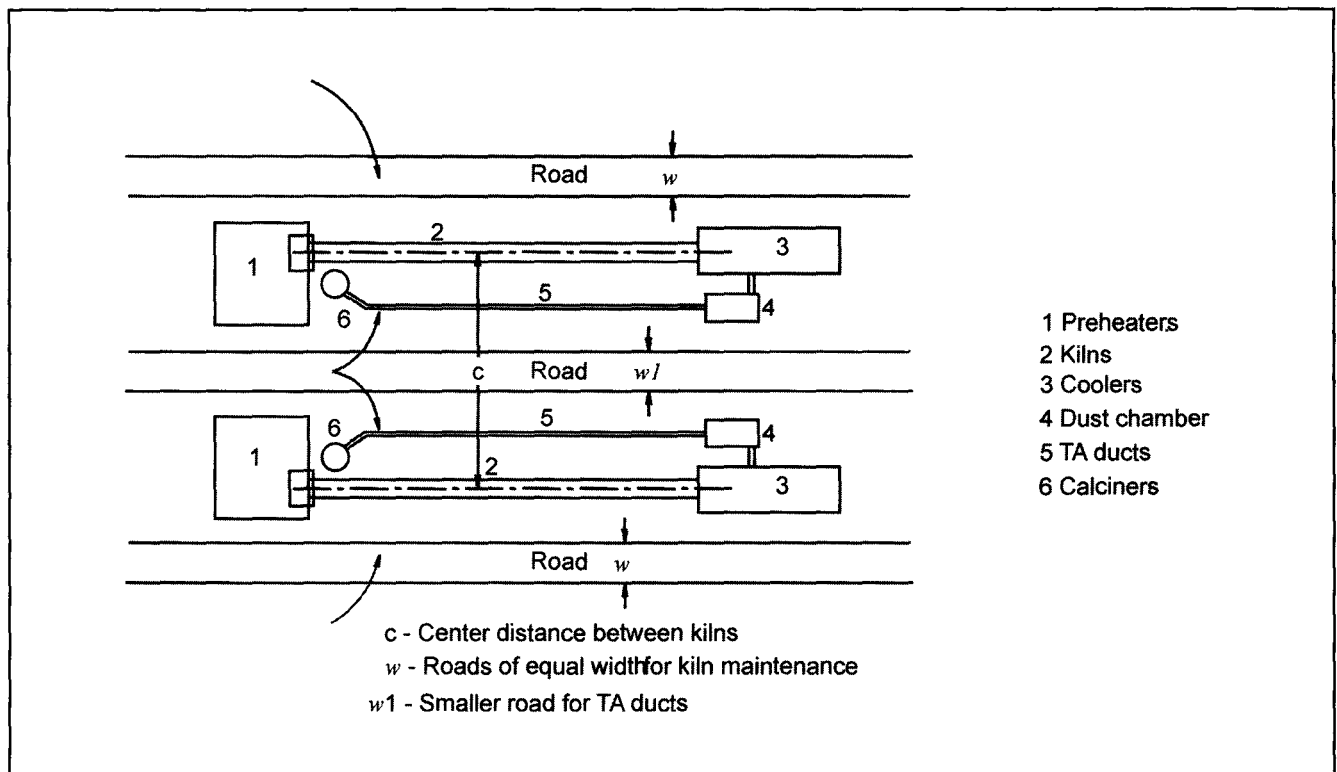 Road w
2
1
3
5
6
4
Road w1
c
6
5
4
1
2
3
Road w
1 Preheaters
2 Kilns
3 Coolers
4 Dust chamber
5 TA ducts
6 Calciners
c - Center distance between kilns
w - Roads of equal width for kiln maintenance
w1 - Smaller road for TA ducts